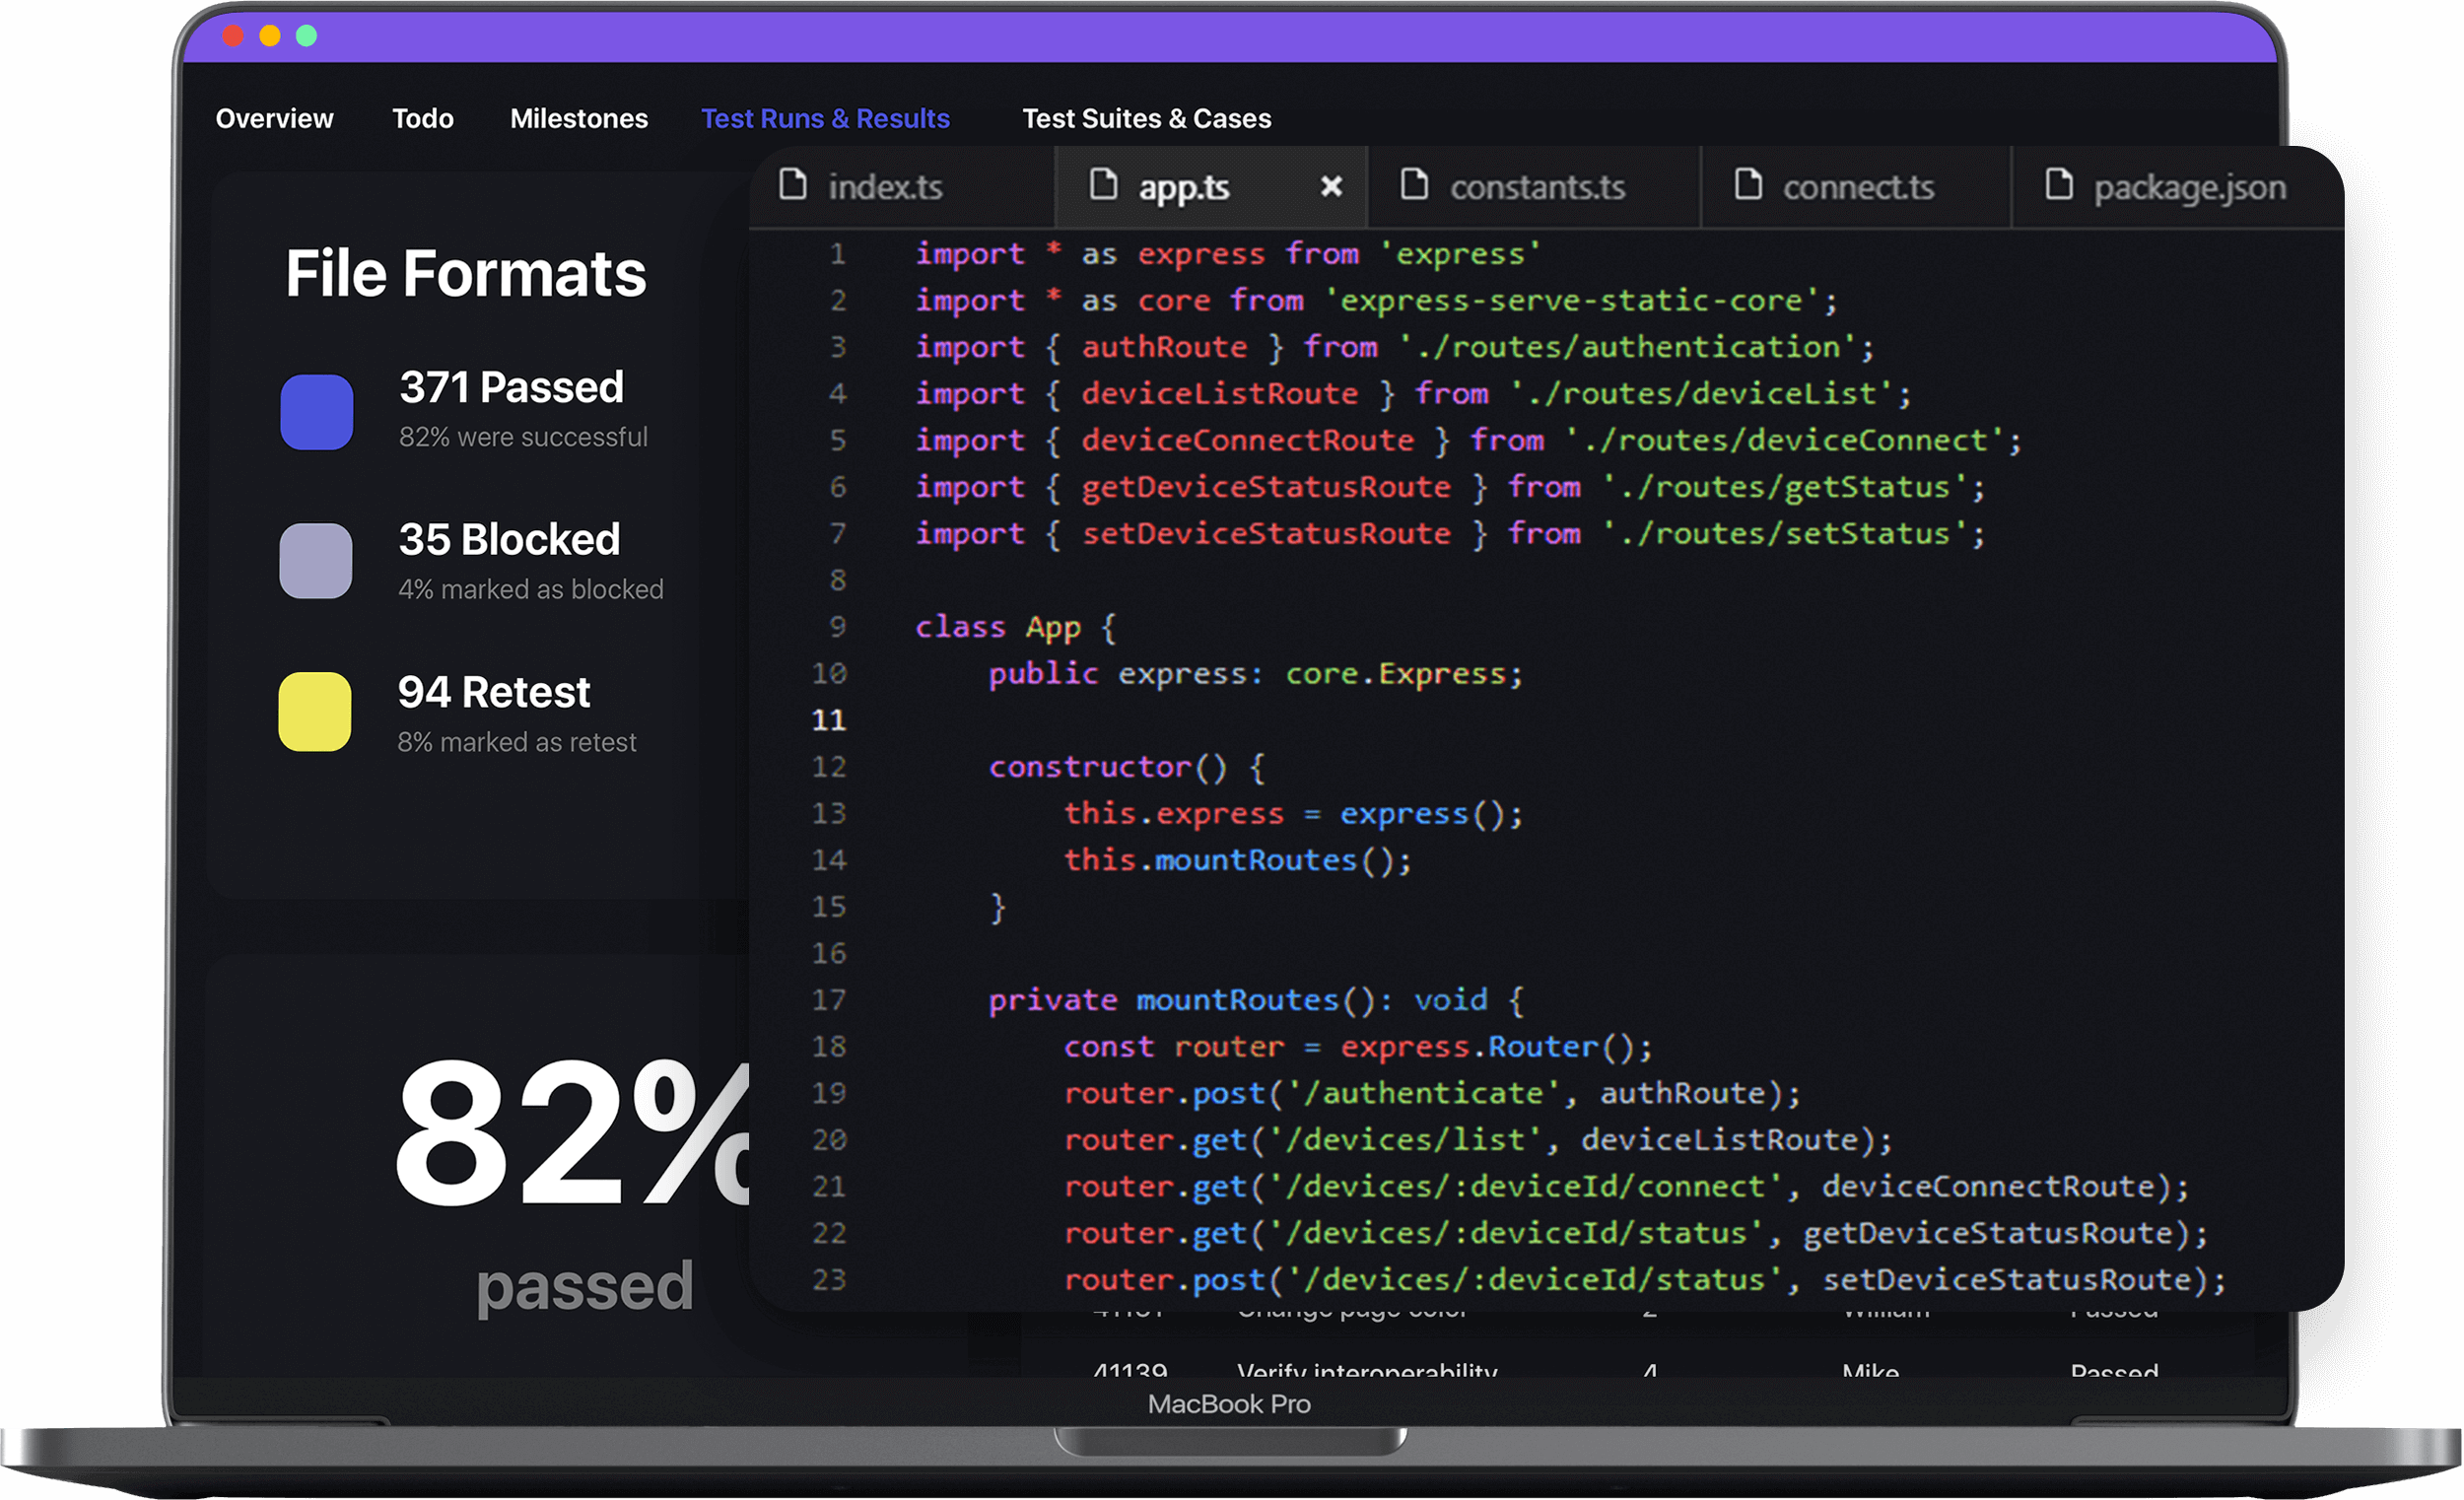 Overview Todo Milestones Test Runs & Results Test Suites & Cases
File Formats
371 Passed
82% were successful
35 Blocked
4% marked as blocked
94 Retest
8% marked as retest
82%
passed
index.ts app.ts × constants.ts connect.ts package.json
1 import * as express from 'express'
2 import * as core from 'express-serve-static-core';
3 import { authRoute } from './routes/authentication';
4 import { deviceListRoute } from './routes/deviceList';
5 import { deviceConnectRoute } from './routes/deviceConnect';
6 import { getDeviceStatusRoute } from './routes/getStatus';
7 import { setDeviceStatusRoute } from './routes/setStatus';
8
9 class App {
10 public express: core.Express;
11
12 constructor() {
13 this.express = express();
14 this.mountRoutes();
15 }
16
17 private mountRoutes(): void {
18 const router = express.Router();
19 router.post('/authenticate', authRoute);
20 router.get('/devices/list', deviceListRoute);
21 router.get('/devices/:deviceId/connect', deviceConnectRoute);
22 router.get('/devices/:deviceId/status', getDeviceStatusRoute);
23 router.post('/devices/:deviceId/status', setDeviceStatusRoute);
Change page color 2 William Passed
41139 Verify interoperability 4 Mike Passed
MacBook Pro